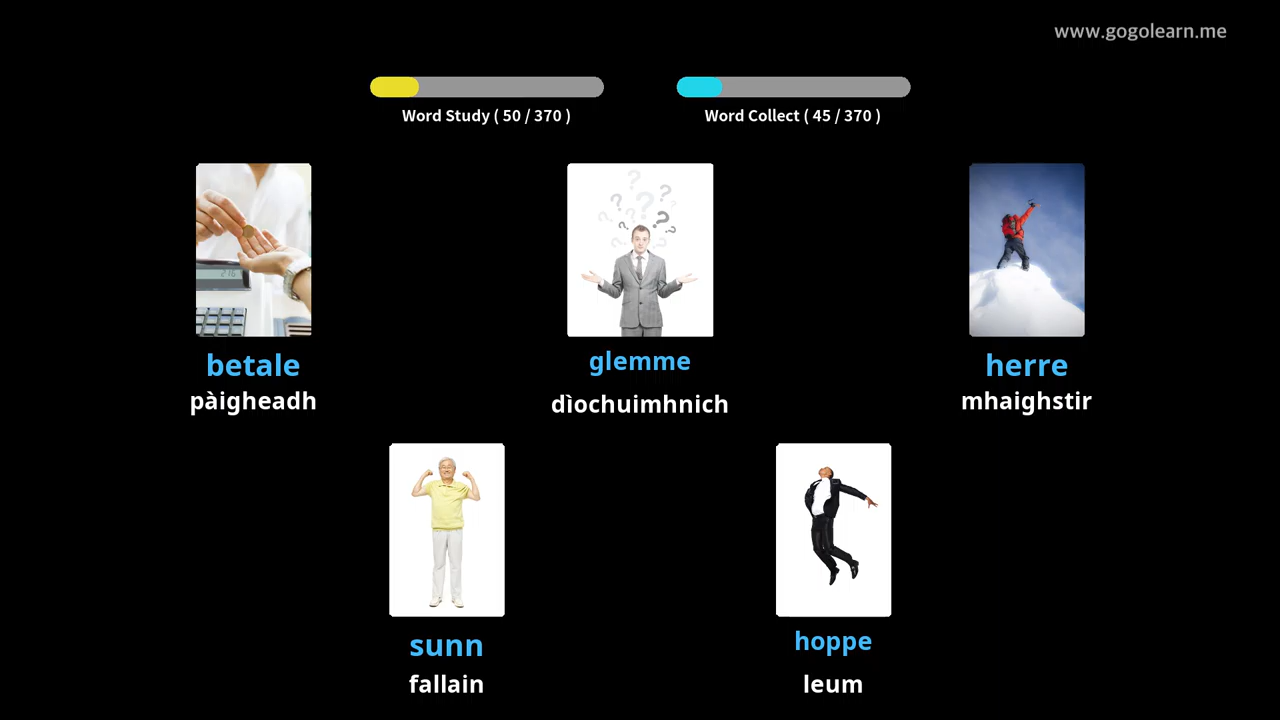 www.gogolearn.me
Word Study ( 50 / 370 )
Word Collect ( 45 / 370 )
betale
pàigheadh
glemme
dìochuimhnich
herre
mhaighstir
sunn
fallain
hoppe
leum